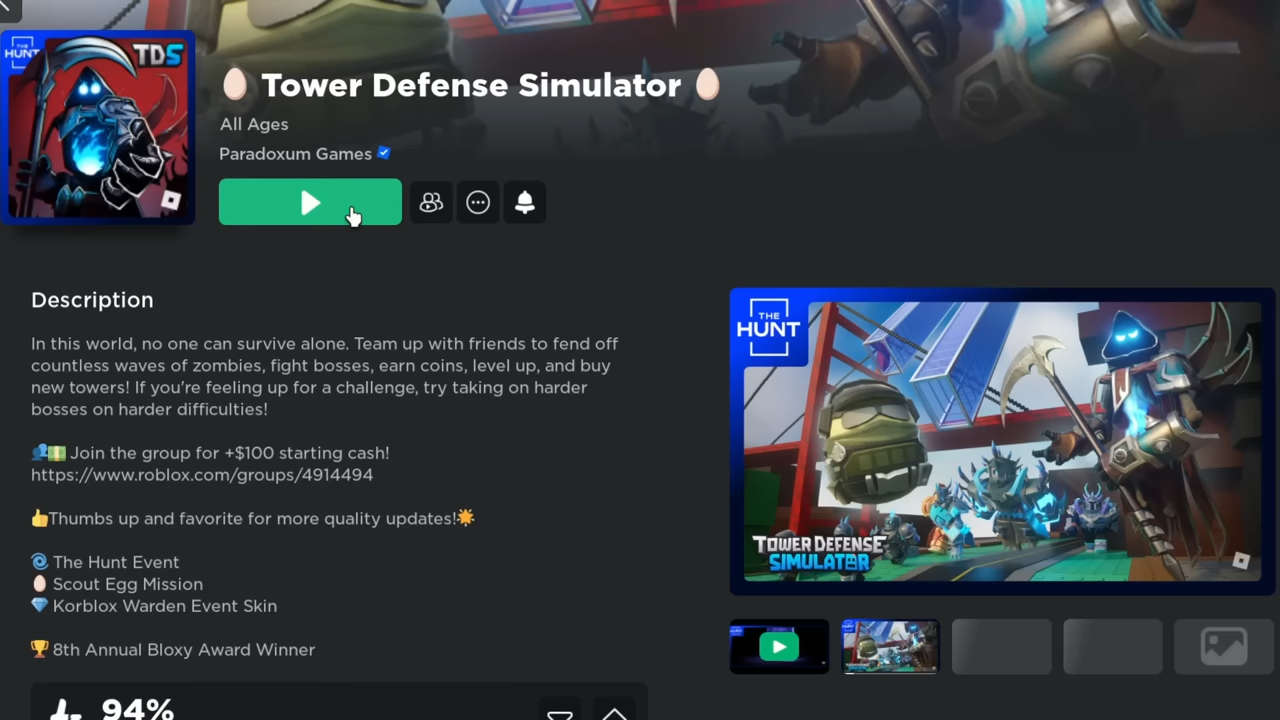 THE
HUNT
TDS
🥚 Tower Defense Simulator 🥚
All Ages
Paradoxum Games
Description
In this world, no one can survive alone. Team up with friends to fend off
countless waves of zombies, fight bosses, earn coins, level up, and buy
new towers! If you're feeling up for a challenge, try taking on harder
bosses on harder difficulties!
👤💵 Join the group for +$100 starting cash!
https://www.roblox.com/groups/4914494
👍Thumbs up and favorite for more quality updates!☀️
🌀 The Hunt Event
🥚 Scout Egg Mission
💎 Korblox Warden Event Skin
🏆 8th Annual Bloxy Award Winner
94%
THE
HUNT
TOWER DEFENSE
SIMULATOR